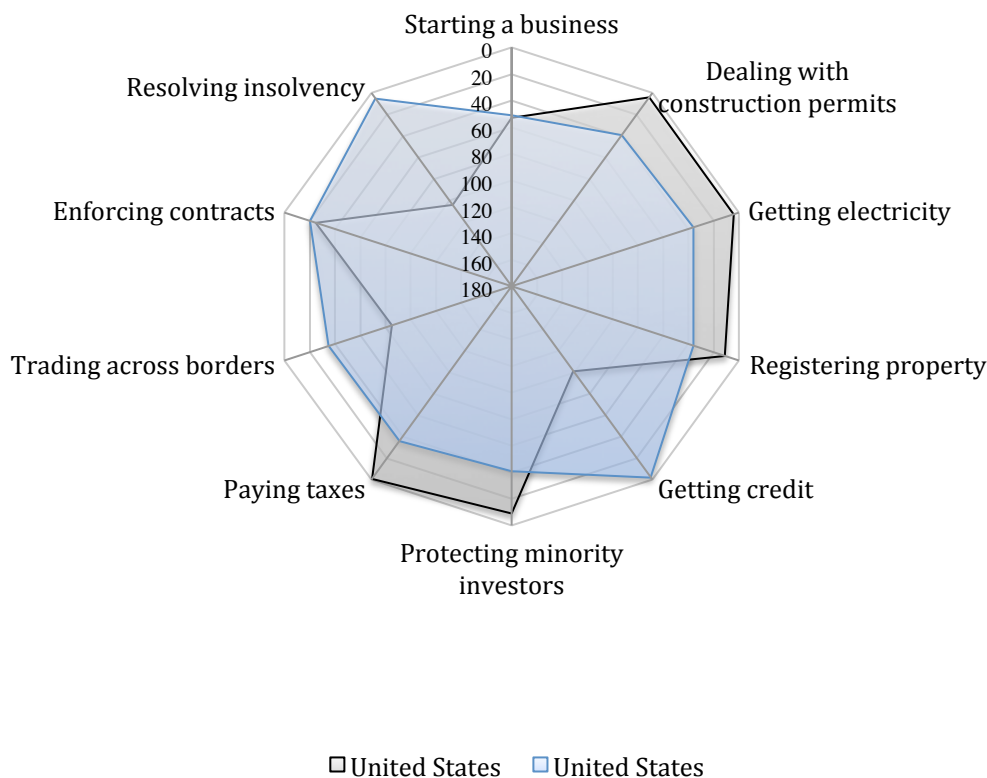 Starting a business
0
20
40
60
80
100
120
140
160
180
Dealing with
construction permits
Getting electricity
Registering property
Getting credit
Protecting minority
investors
Paying taxes
Trading across borders
Enforcing contracts
Resolving insolvency
United States
United States